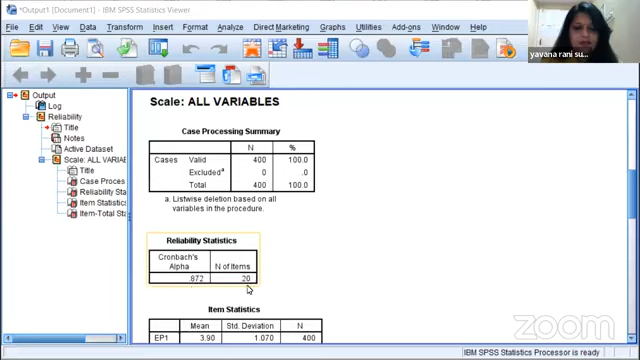 *Output1 [Document1] - IBM SPSS Statistics Viewer
File Edit View Data Transform Insert Format Analyze Direct Marketing Graphs Utilities Add-ons Window Help
yavana rani su...
Output
Log
Reliability
Title
Notes
Active Dataset
Scale: ALL VARIABLE
Title
Case Proces
Reliability Sta
Item Statistics
Item-Total Sta
Scale: ALL VARIABLES
Case Processing Summary
N %
Cases Valid 400 100.0
Excludedª 0 .0
Total 400 100.0
a. Listwise deletion based on all
variables in the procedure.
Reliability Statistics
Cronbach's
Alpha N of Items
.872 20
Item Statistics
Mean Std. Deviation N
EP1 3.90 1.070 400
zoom
IBM SPSS Statistics Processor is ready